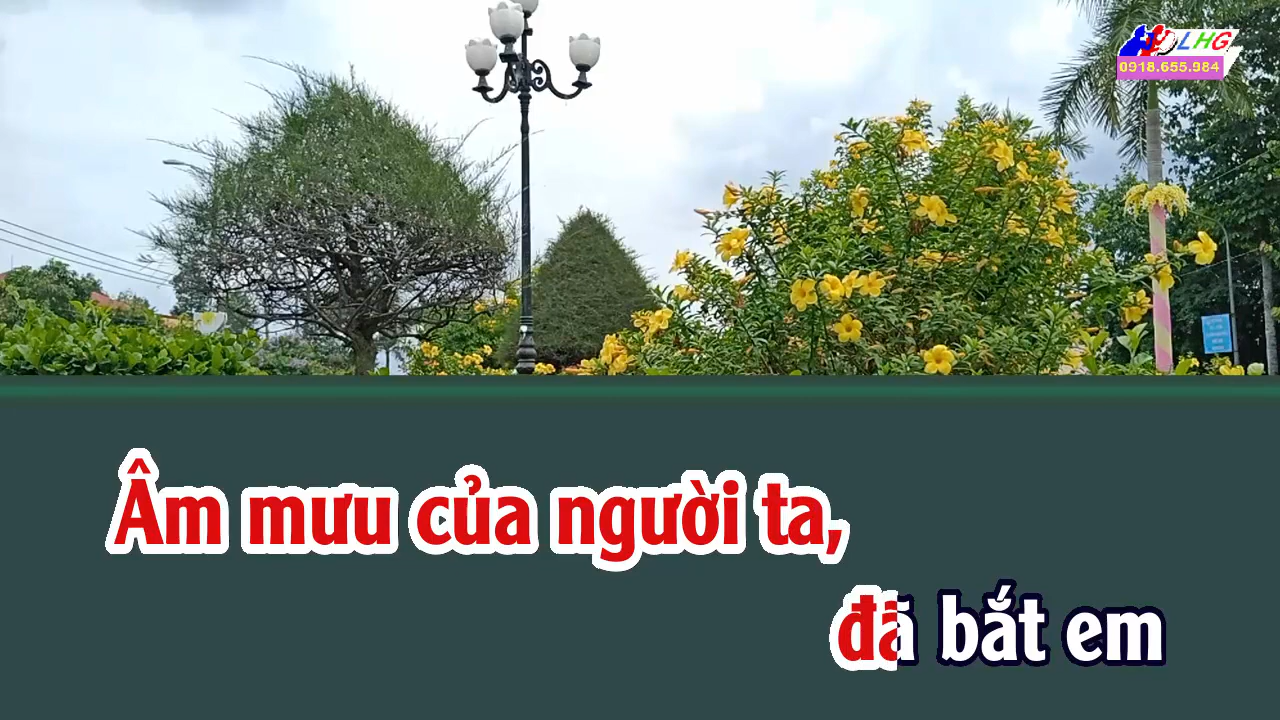 LHG
0918.655.984
Âm mưu của người ta,
đã bắt em